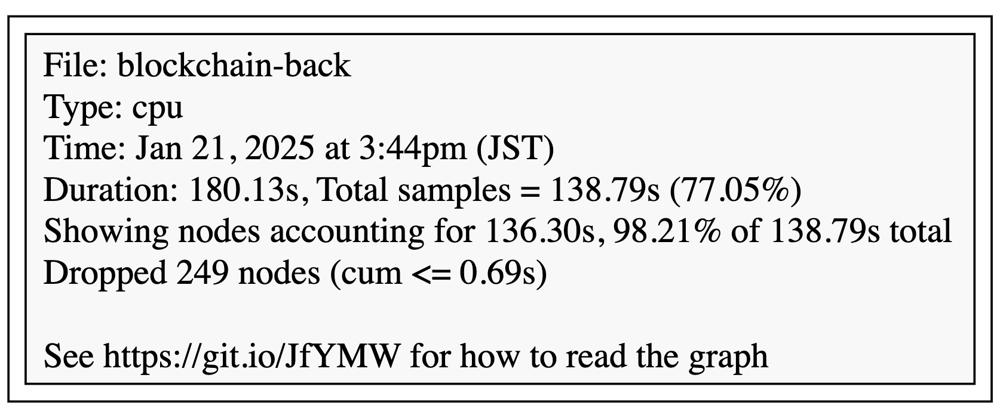 File: blockchain-back
Type: cpu
Time: Jan 21, 2025 at 3:44pm (JST)
Duration: 180.13s, Total samples = 138.79s (77.05%)
Showing nodes accounting for 136.30s, 98.21% of 138.79s total
Dropped 249 nodes (cum <= 0.69s)
See https://git.io/JfYMW for how to read the graph